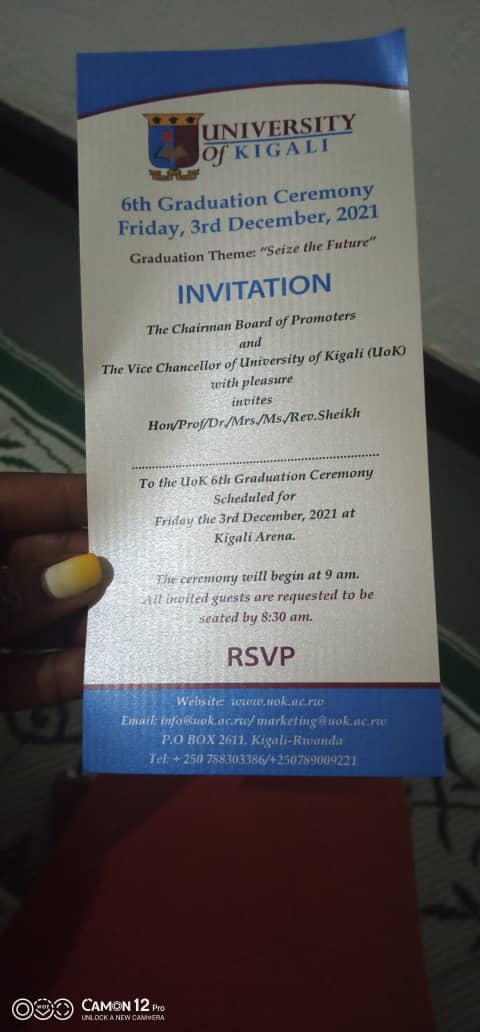 UNIVERSITY
of KIGALI
6th Graduation Ceremony
Friday, 3rd December, 2021
Graduation Theme: "Seize the Future"
INVITATION
The Chairman Board of Promoters
and
The Vice Chancellor of University of Kigali (UoK)
with pleasure
invites
Hon/Prof/Dr./Mrs./Ms./Rev.Sheikh
To the UoK 6th Graduation Ceremony
Scheduled for
Friday the 3rd December, 2021 at
Kigali Arena.
The ceremony will begin at 9 am.
All invited guests are requested to be
seated by 8:30 am.
RSVP
Website: www.uok.ac.rw
Email: info@uok.ac.rw/ marketing@uok.ac.rw
P.O BOX 2611, Kigali-Rwanda
Tel: + 250 788303386/+250789009221
CAMON 12 Pro
UNLOCK A NEW CAMERA